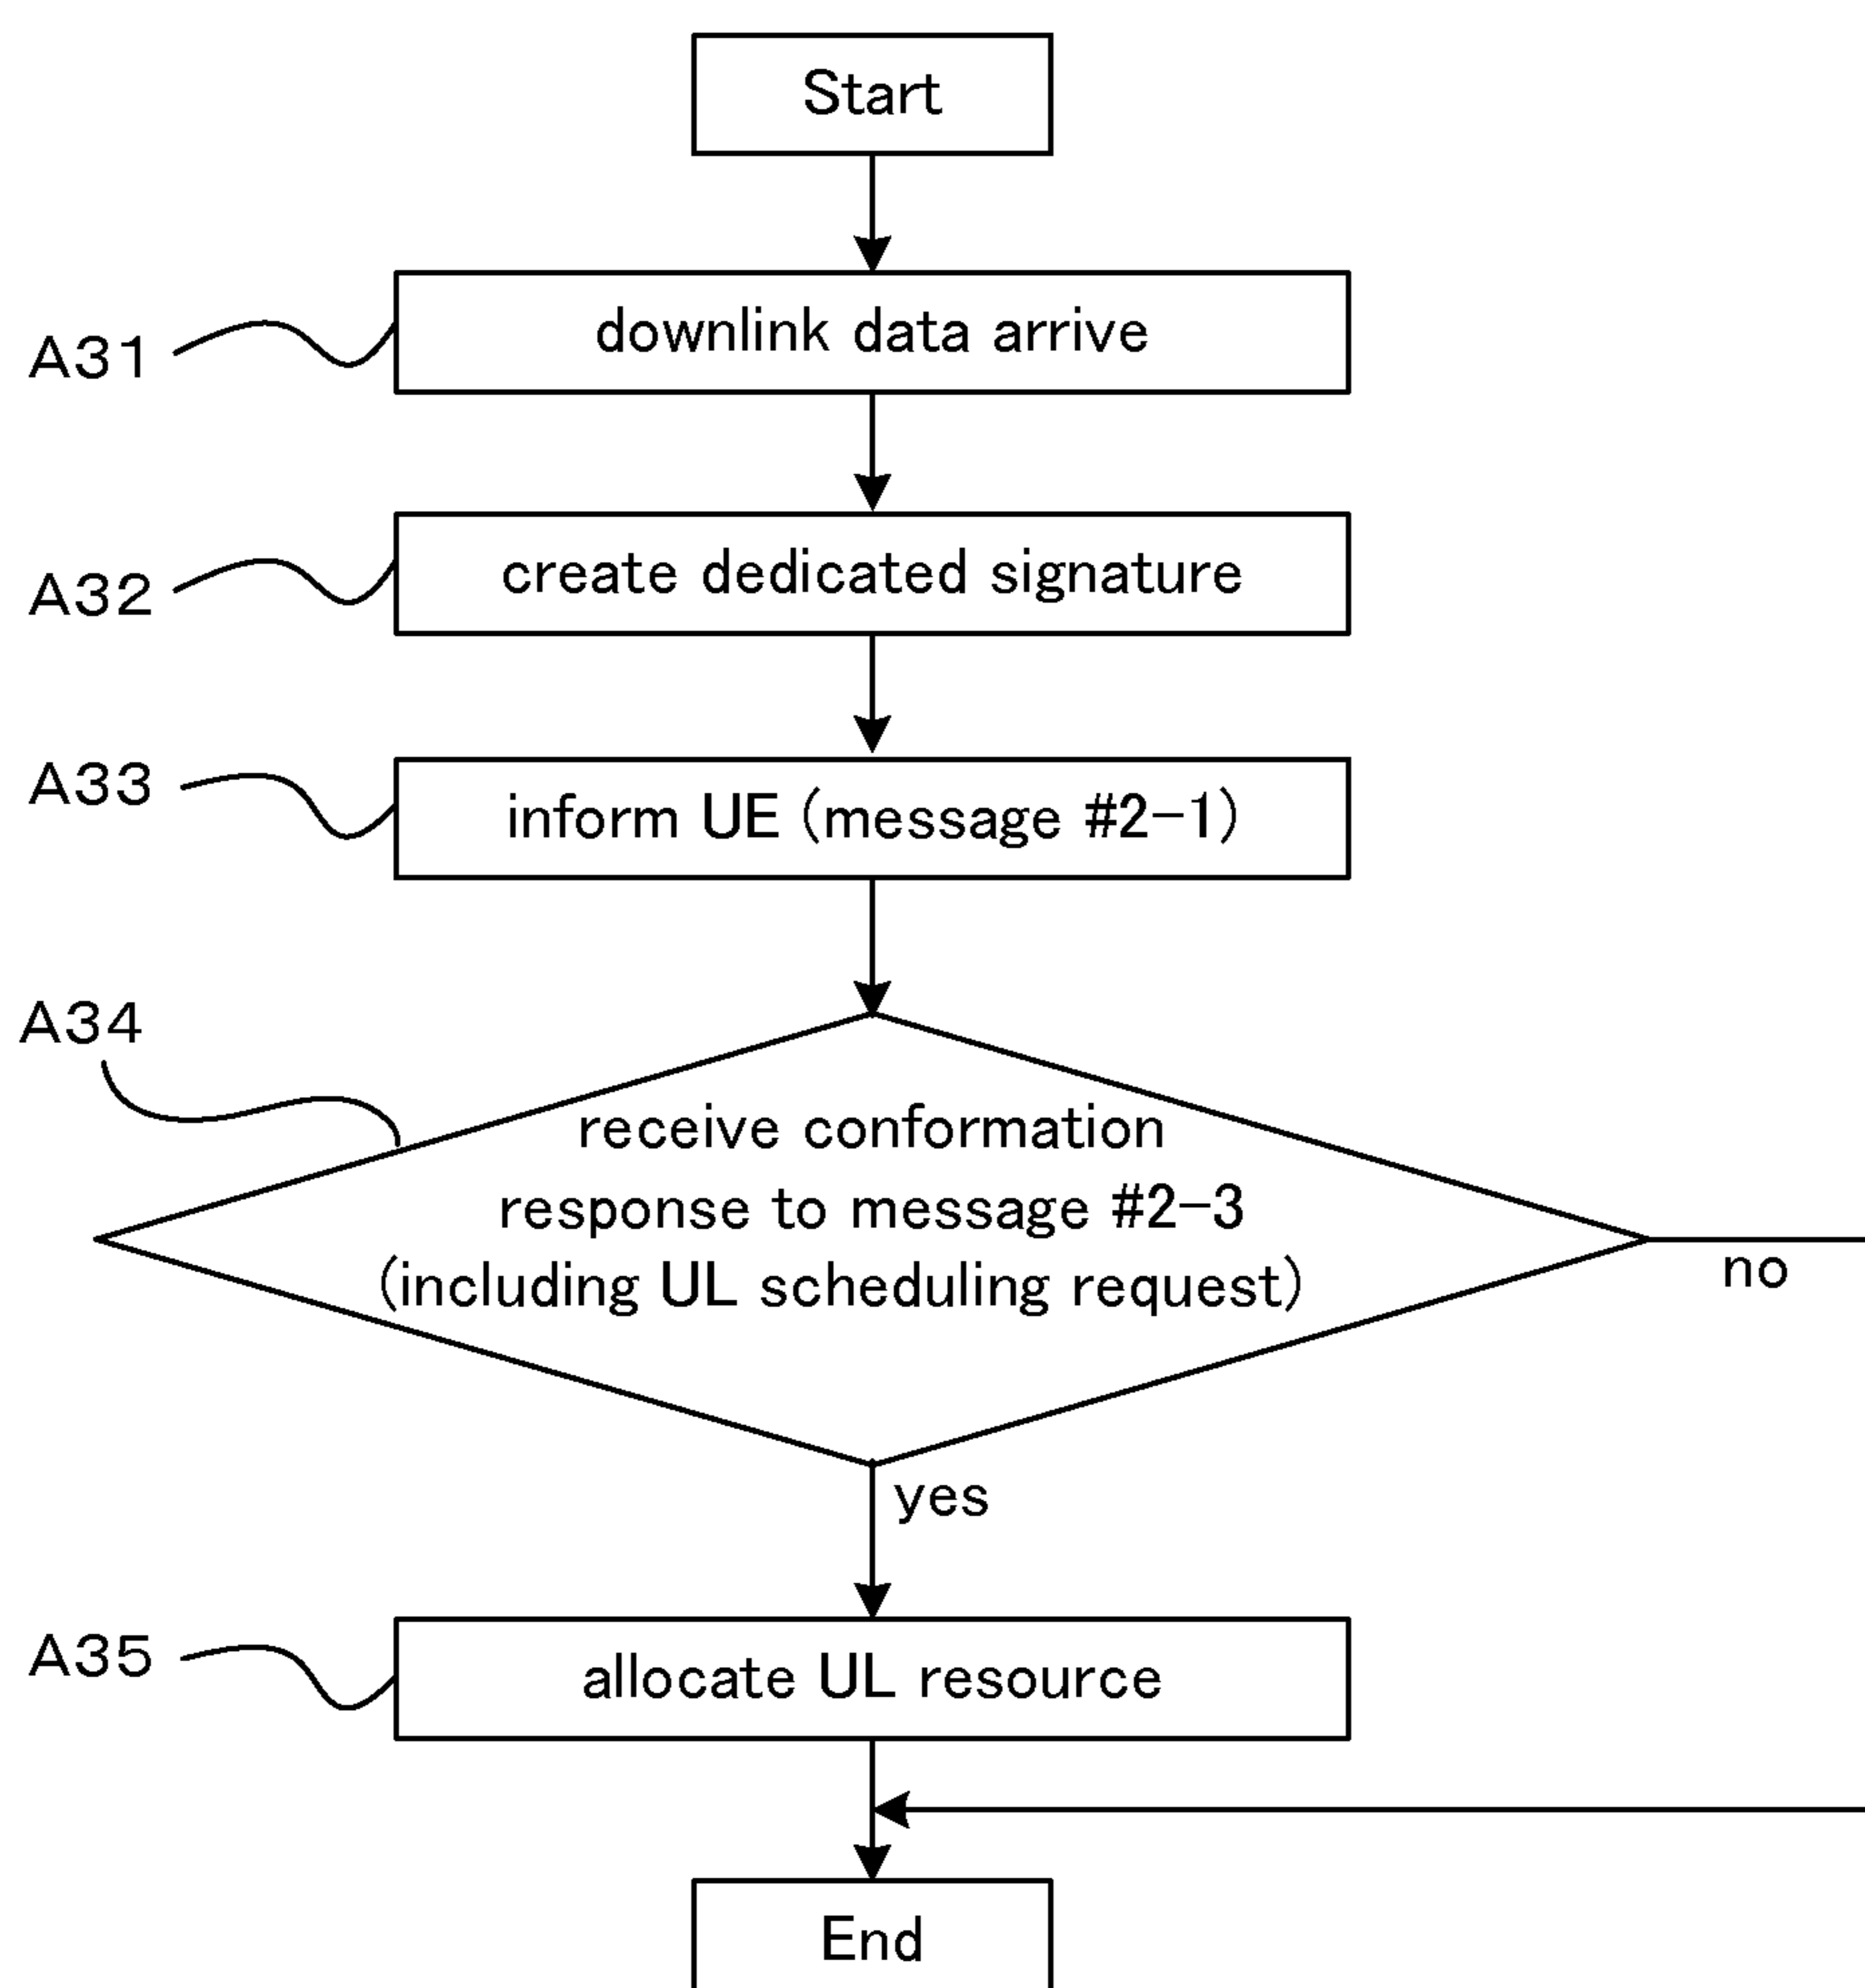 Start
A31
downlink data arrive
A32
create dedicated signature
A33
inform UE (message #2-1)
A34
receive conformation
response to message #2-3
(including UL scheduling request)
no
yes
A35
allocate UL resource
End